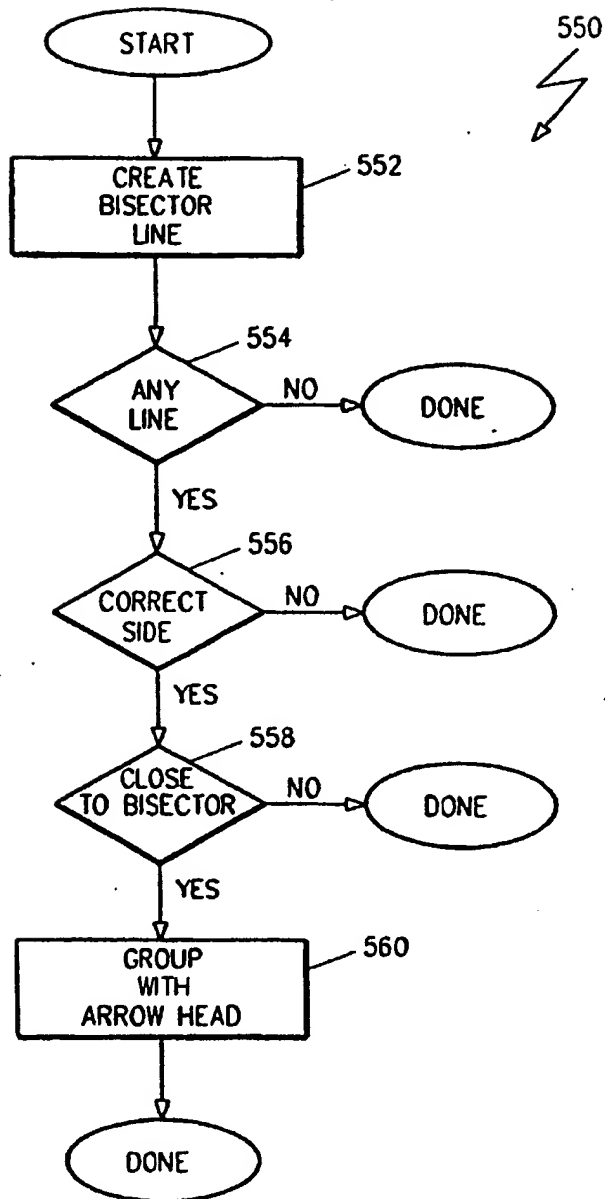 START
550
CREATE
BISECTOR
LINE
552
554
ANY
LINE
NO
DONE
YES
556
CORRECT
SIDE
NO
DONE
YES
558
CLOSE
TO BISECTOR
NO
DONE
YES
GROUP
WITH
ARROW HEAD
560
DONE